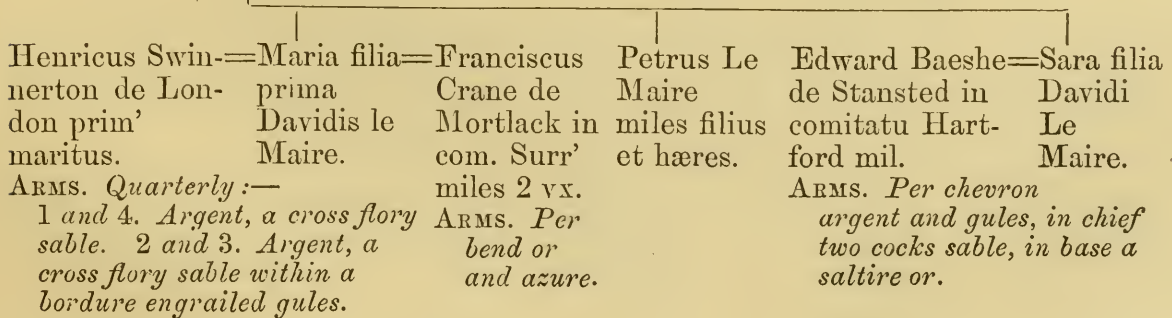 Henricus Swin-=Maria filia=Franciscus
nerton de Lon- prima Crane de
don prim' Davidis le Mortlack in
maritus. Maire. com. Surr'
miles 2 vx.
ARMS. Quarterly:—
1 and 4. Argent, a cross flory
sable. 2 and 3. Argent, a
cross flory sable within a
bordure engrailed gules.
ARMS. Per
bend or
and azure.
Petrus Le
Maire
miles filius
et hæres.
Edward Baeshe=Sara filia
de Stansted in Davidi
comitatu Hart- Le
ford mil. Maire.
ARMS. Per chevron
argent and gules, in chief
two cocks sable, in base a
saltire or.